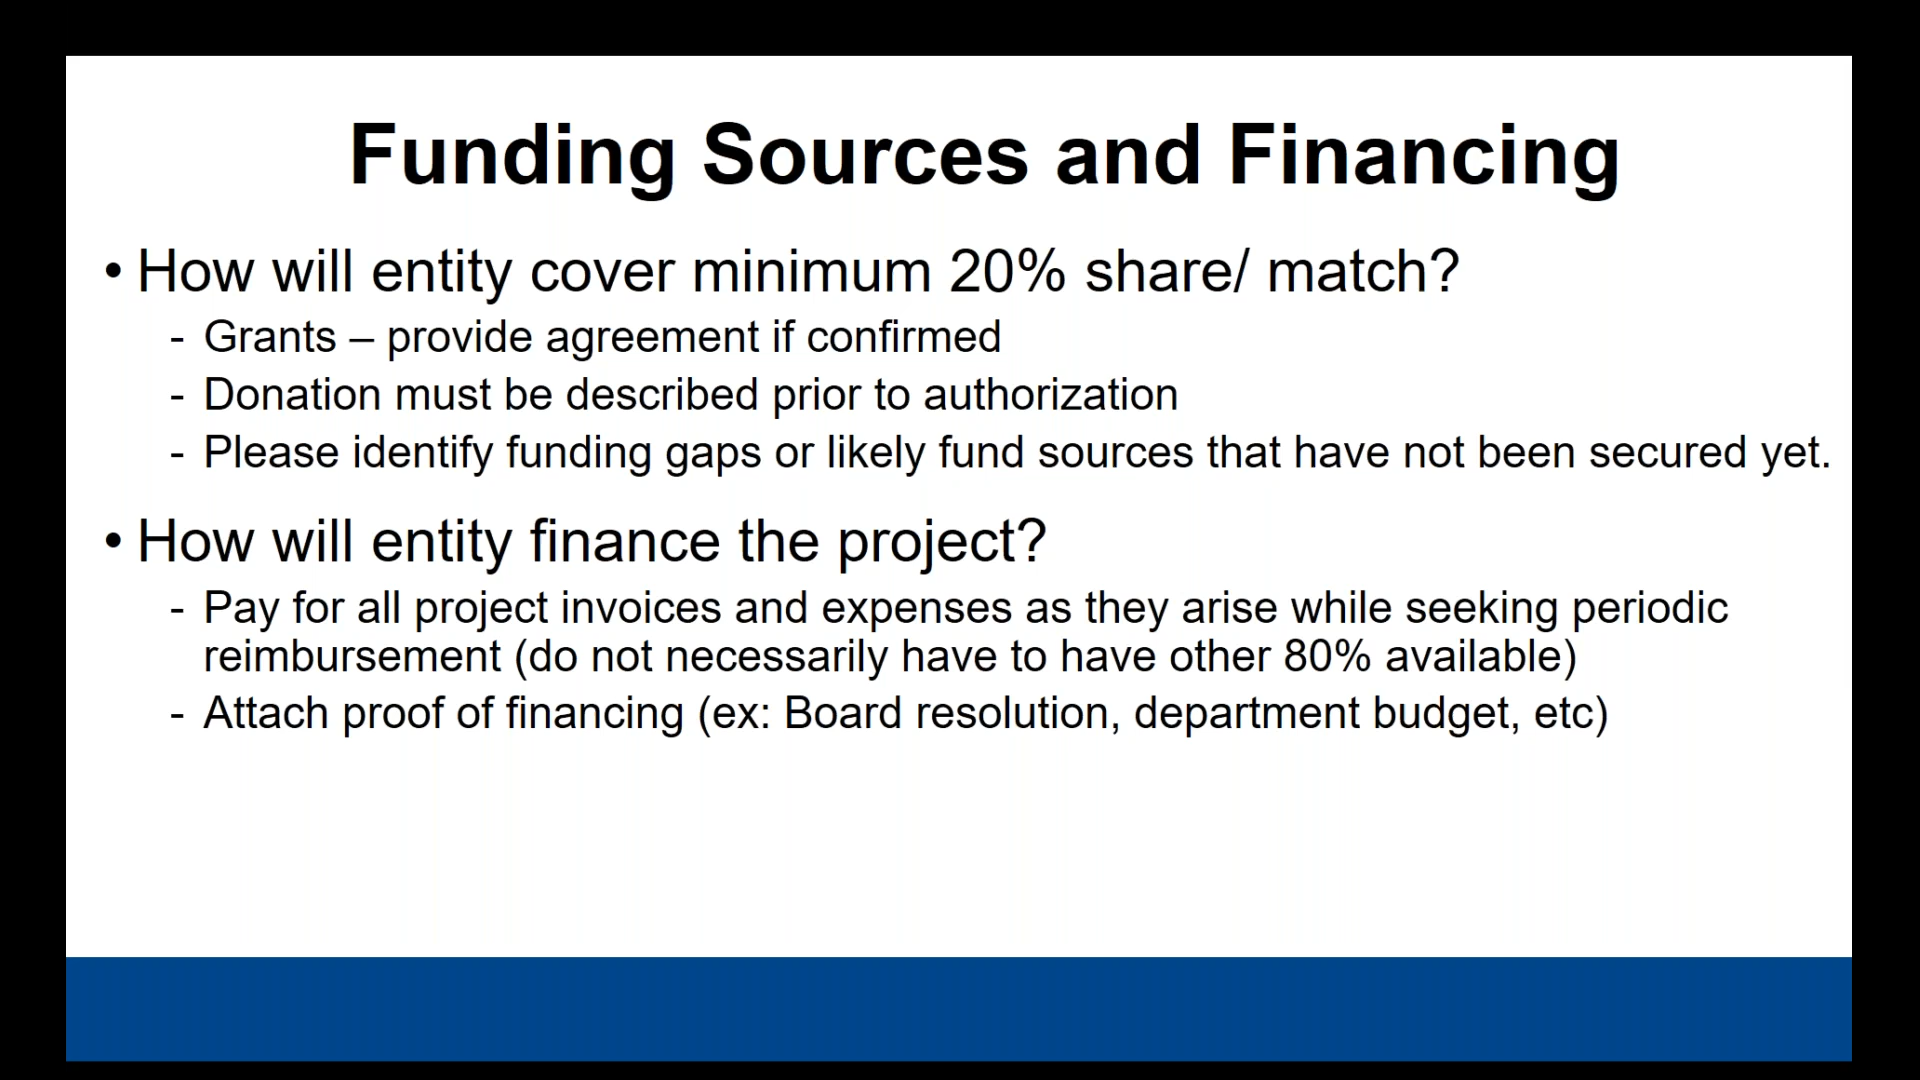 Funding Sources and Financing
• How will entity cover minimum 20% share/ match?
- Grants – provide agreement if confirmed
- Donation must be described prior to authorization
- Please identify funding gaps or likely fund sources that have not been secured yet.
• How will entity finance the project?
- Pay for all project invoices and expenses as they arise while seeking periodic
reimbursement (do not necessarily have to have other 80% available)
- Attach proof of financing (ex: Board resolution, department budget, etc)